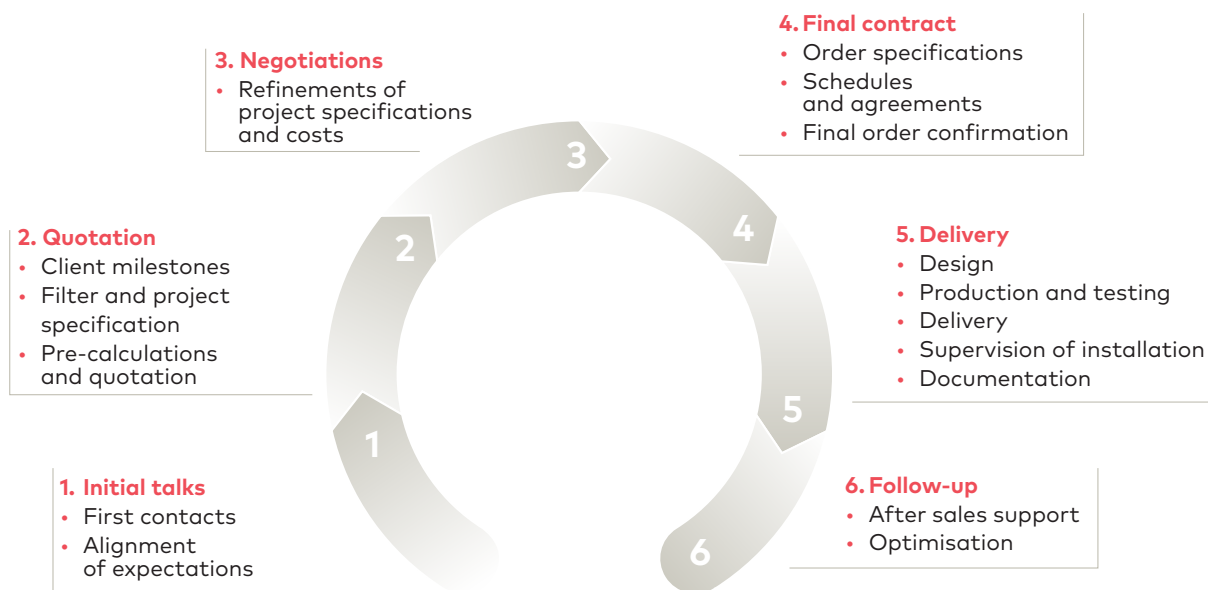 1. Initial talks
• First contacts
• Alignment
of expectations
2. Quotation
• Client milestones
• Filter and project
specification
• Pre-calculations
and quotation
3. Negotiations
• Refinements of
project specifications
and costs
4. Final contract
• Order specifications
• Schedules
and agreements
• Final order confirmation
5. Delivery
• Design
• Production and testing
• Delivery
• Supervision of installation
• Documentation
6. Follow-up
• After sales support
• Optimisation
1
2
3
4
5
6